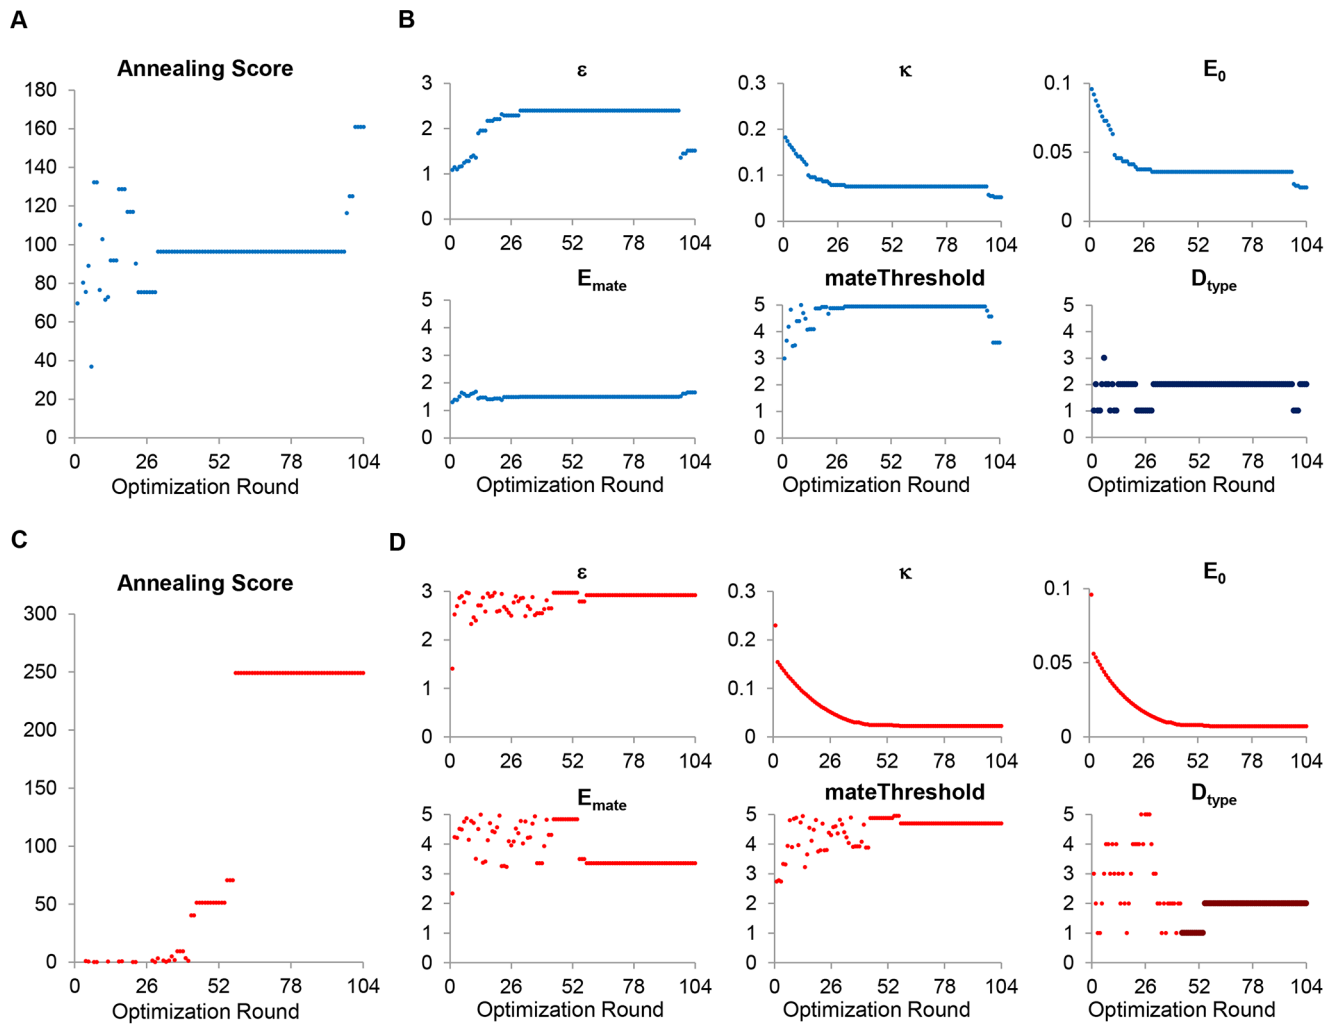 A
B
Annealing Score
180
160
140
120
100
80
60
40
20
0
0 26 52 78 104
Optimization Round
ε
3
2
1
0
0 26 52 78 104
κ
0.3
0.2
0.1
0
0 26 52 78 104
E0
0.1
0.05
0
0 26 52 78 104
Emate
5
4
3
2
1
0
0 26 52 78 104
Optimization Round
mateThreshold
5
4
3
2
1
0
0 26 52 78 104
Optimization Round
Dtype
5
4
3
2
1
0
0 26 52 78 104
Optimization Round
C
D
Annealing Score
300
250
200
150
100
50
0
0 26 52 78 104
Optimization Round
ε
3
2
1
0
0 26 52 78 104
κ
0.3
0.2
0.1
0
0 26 52 78 104
E0
0.1
0.05
0
0 26 52 78 104
Emate
5
4
3
2
1
0
0 26 52 78 104
Optimization Round
mateThreshold
5
4
3
2
1
0
0 26 52 78 104
Optimization Round
Dtype
5
4
3
2
1
0
0 26 52 78 104
Optimization Round